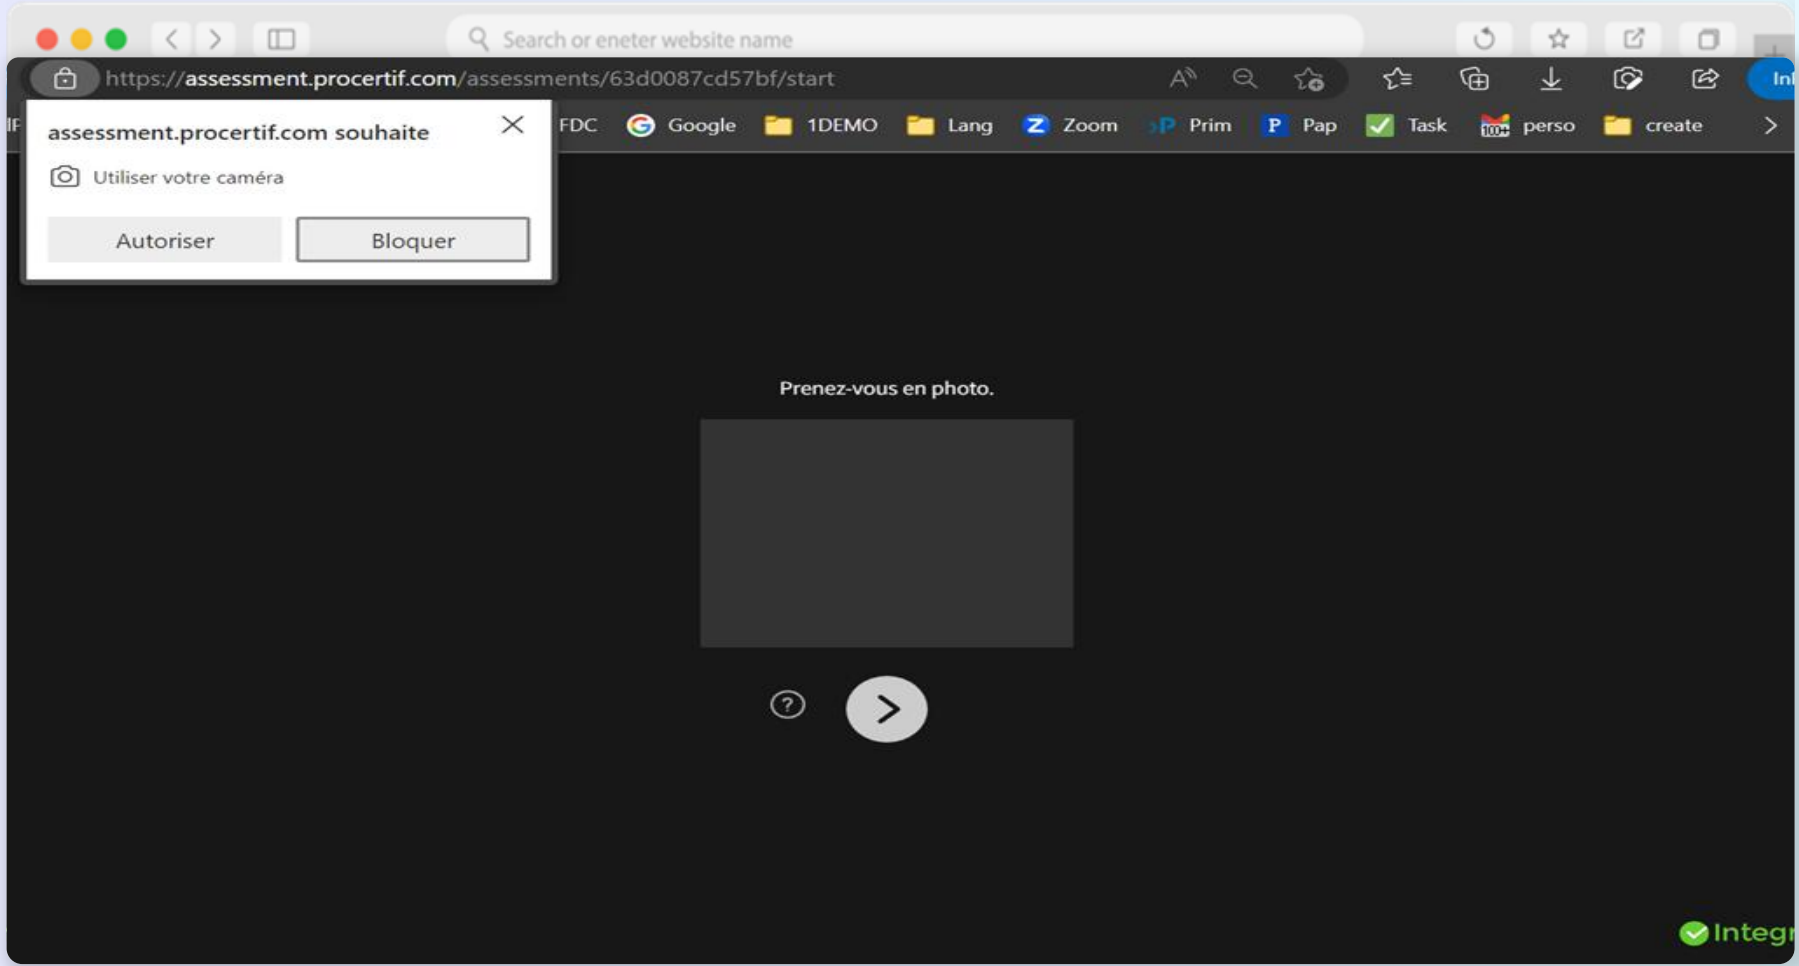 Search or eneter website name
https://assessment.procertif.com/assessments/63d0087cd57bf/start
FDC Google 1DEMO Lang Zoom Prim Pap Task perso create
assessment.procertif.com souhaite
Utiliser votre caméra
Autoriser Bloquer
Prenez-vous en photo.
Integr